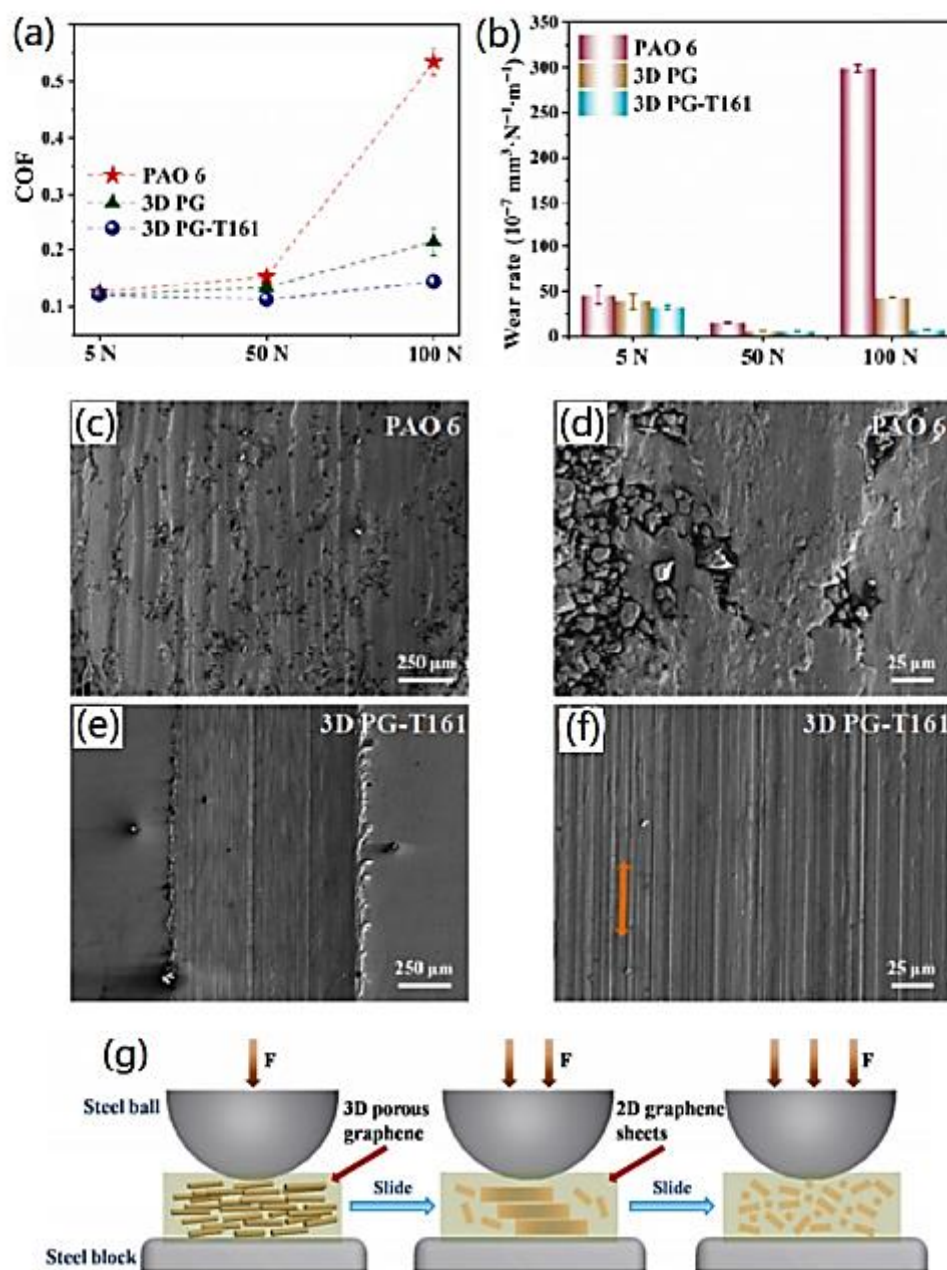 (a)
0.5
0.4
0.3
0.2
0.1
COF
PAO 6
3D PG
3D PG-T161
5 N
50 N
100 N
(b)
350
300
250
200
150
100
50
0
Wear rate (10⁻⁷ mm³·N⁻¹·m⁻¹)
PAO 6
3D PG
3D PG-T161
5 N
50 N
100 N
(c)
PAO 6
250 μm
(d)
PAO 6
25 μm
(e)
3D PG-T161
250 μm
(f)
3D PG-T161
25 μm
(g)
F
F
F
Steel ball
3D porous
graphene
2D graphene
sheets
Slide
Slide
Steel block